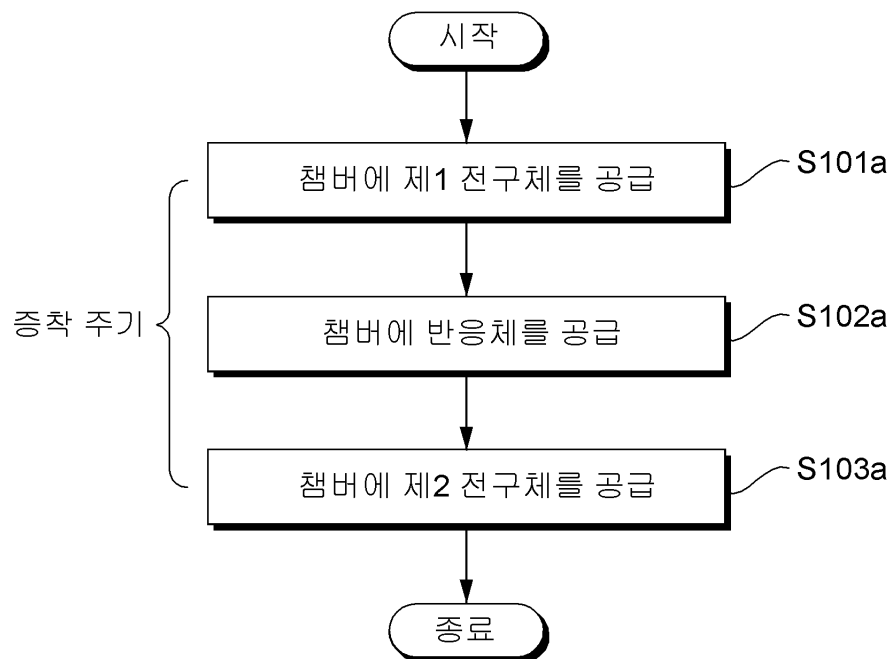 시작
챔버에 제1 전구체를 공급
S101a
증착 주기
챔버에 반응체를 공급
S102a
챔버에 제2 전구체를 공급
S103a
종료